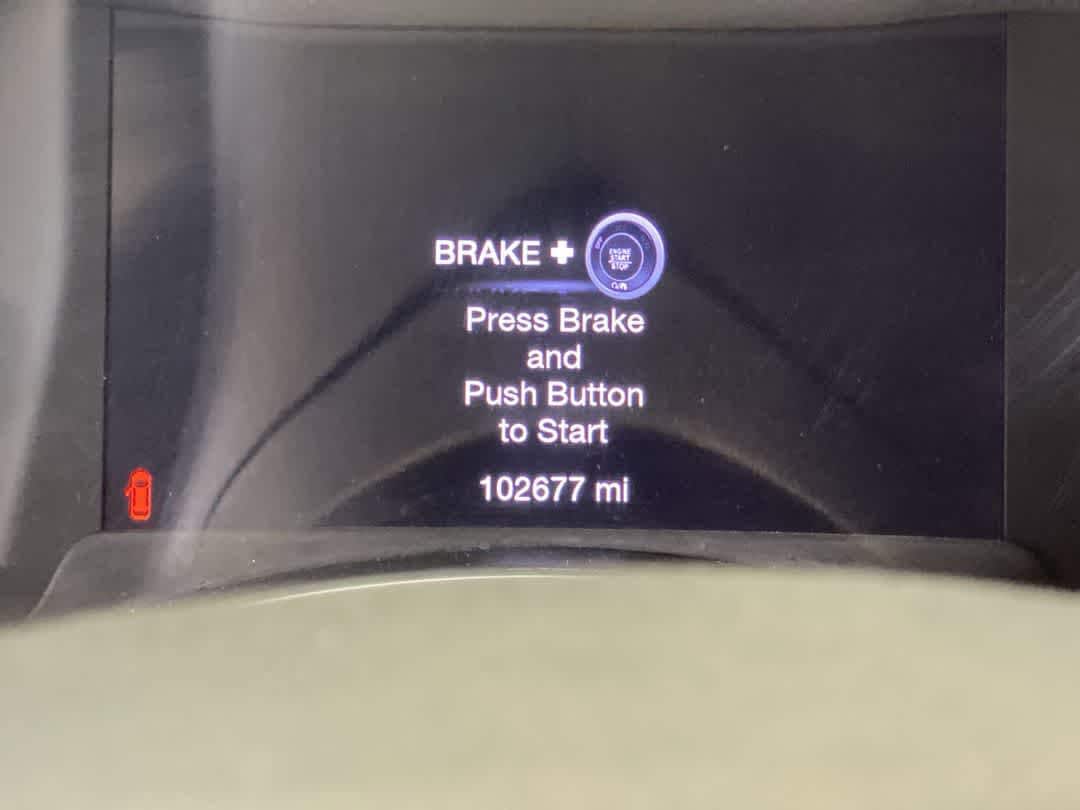 BRAKE +
ENGINE
START
STOP
Press Brake
and
Push Button
to Start
102677 mi